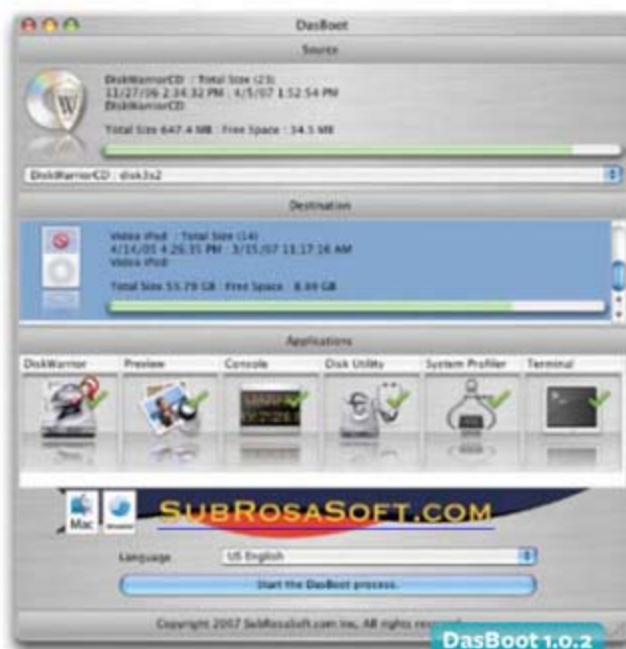 DasBoot
Source
DiskWarriorCD : Total Size (23)
11/27/06 2:34:32 PM : 4/5/07 1:52:54 PM
DiskWarriorCD
Total Size 647.4 MB : Free Space : 34.5 MB
DiskWarriorCD : disk3s2
Destination
Video iPod : Total Size (14)
4/14/05 4:26:35 PM : 3/15/07 11:17:16 AM
Video iPod
Total Size 55.79 GB : Free Space : 8.89 GB
Applications
DiskWarrior Preview Console Disk Utility System Profiler Terminal
Mac
SUBROSASOFT.COM
Language US English
Start the DasBoot process.
Copyright 2007 SubRosaSoft.com Inc, All rights
DasBoot 1.0.2